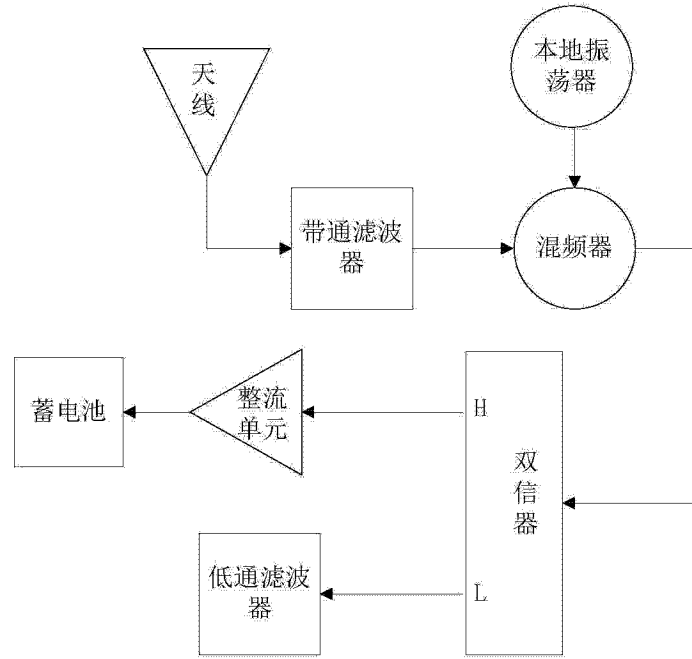 天
线
本地振
荡器
带通滤波
器
混频器
蓄电池
整流
单元
H
双
信
器
低通滤波
器
L